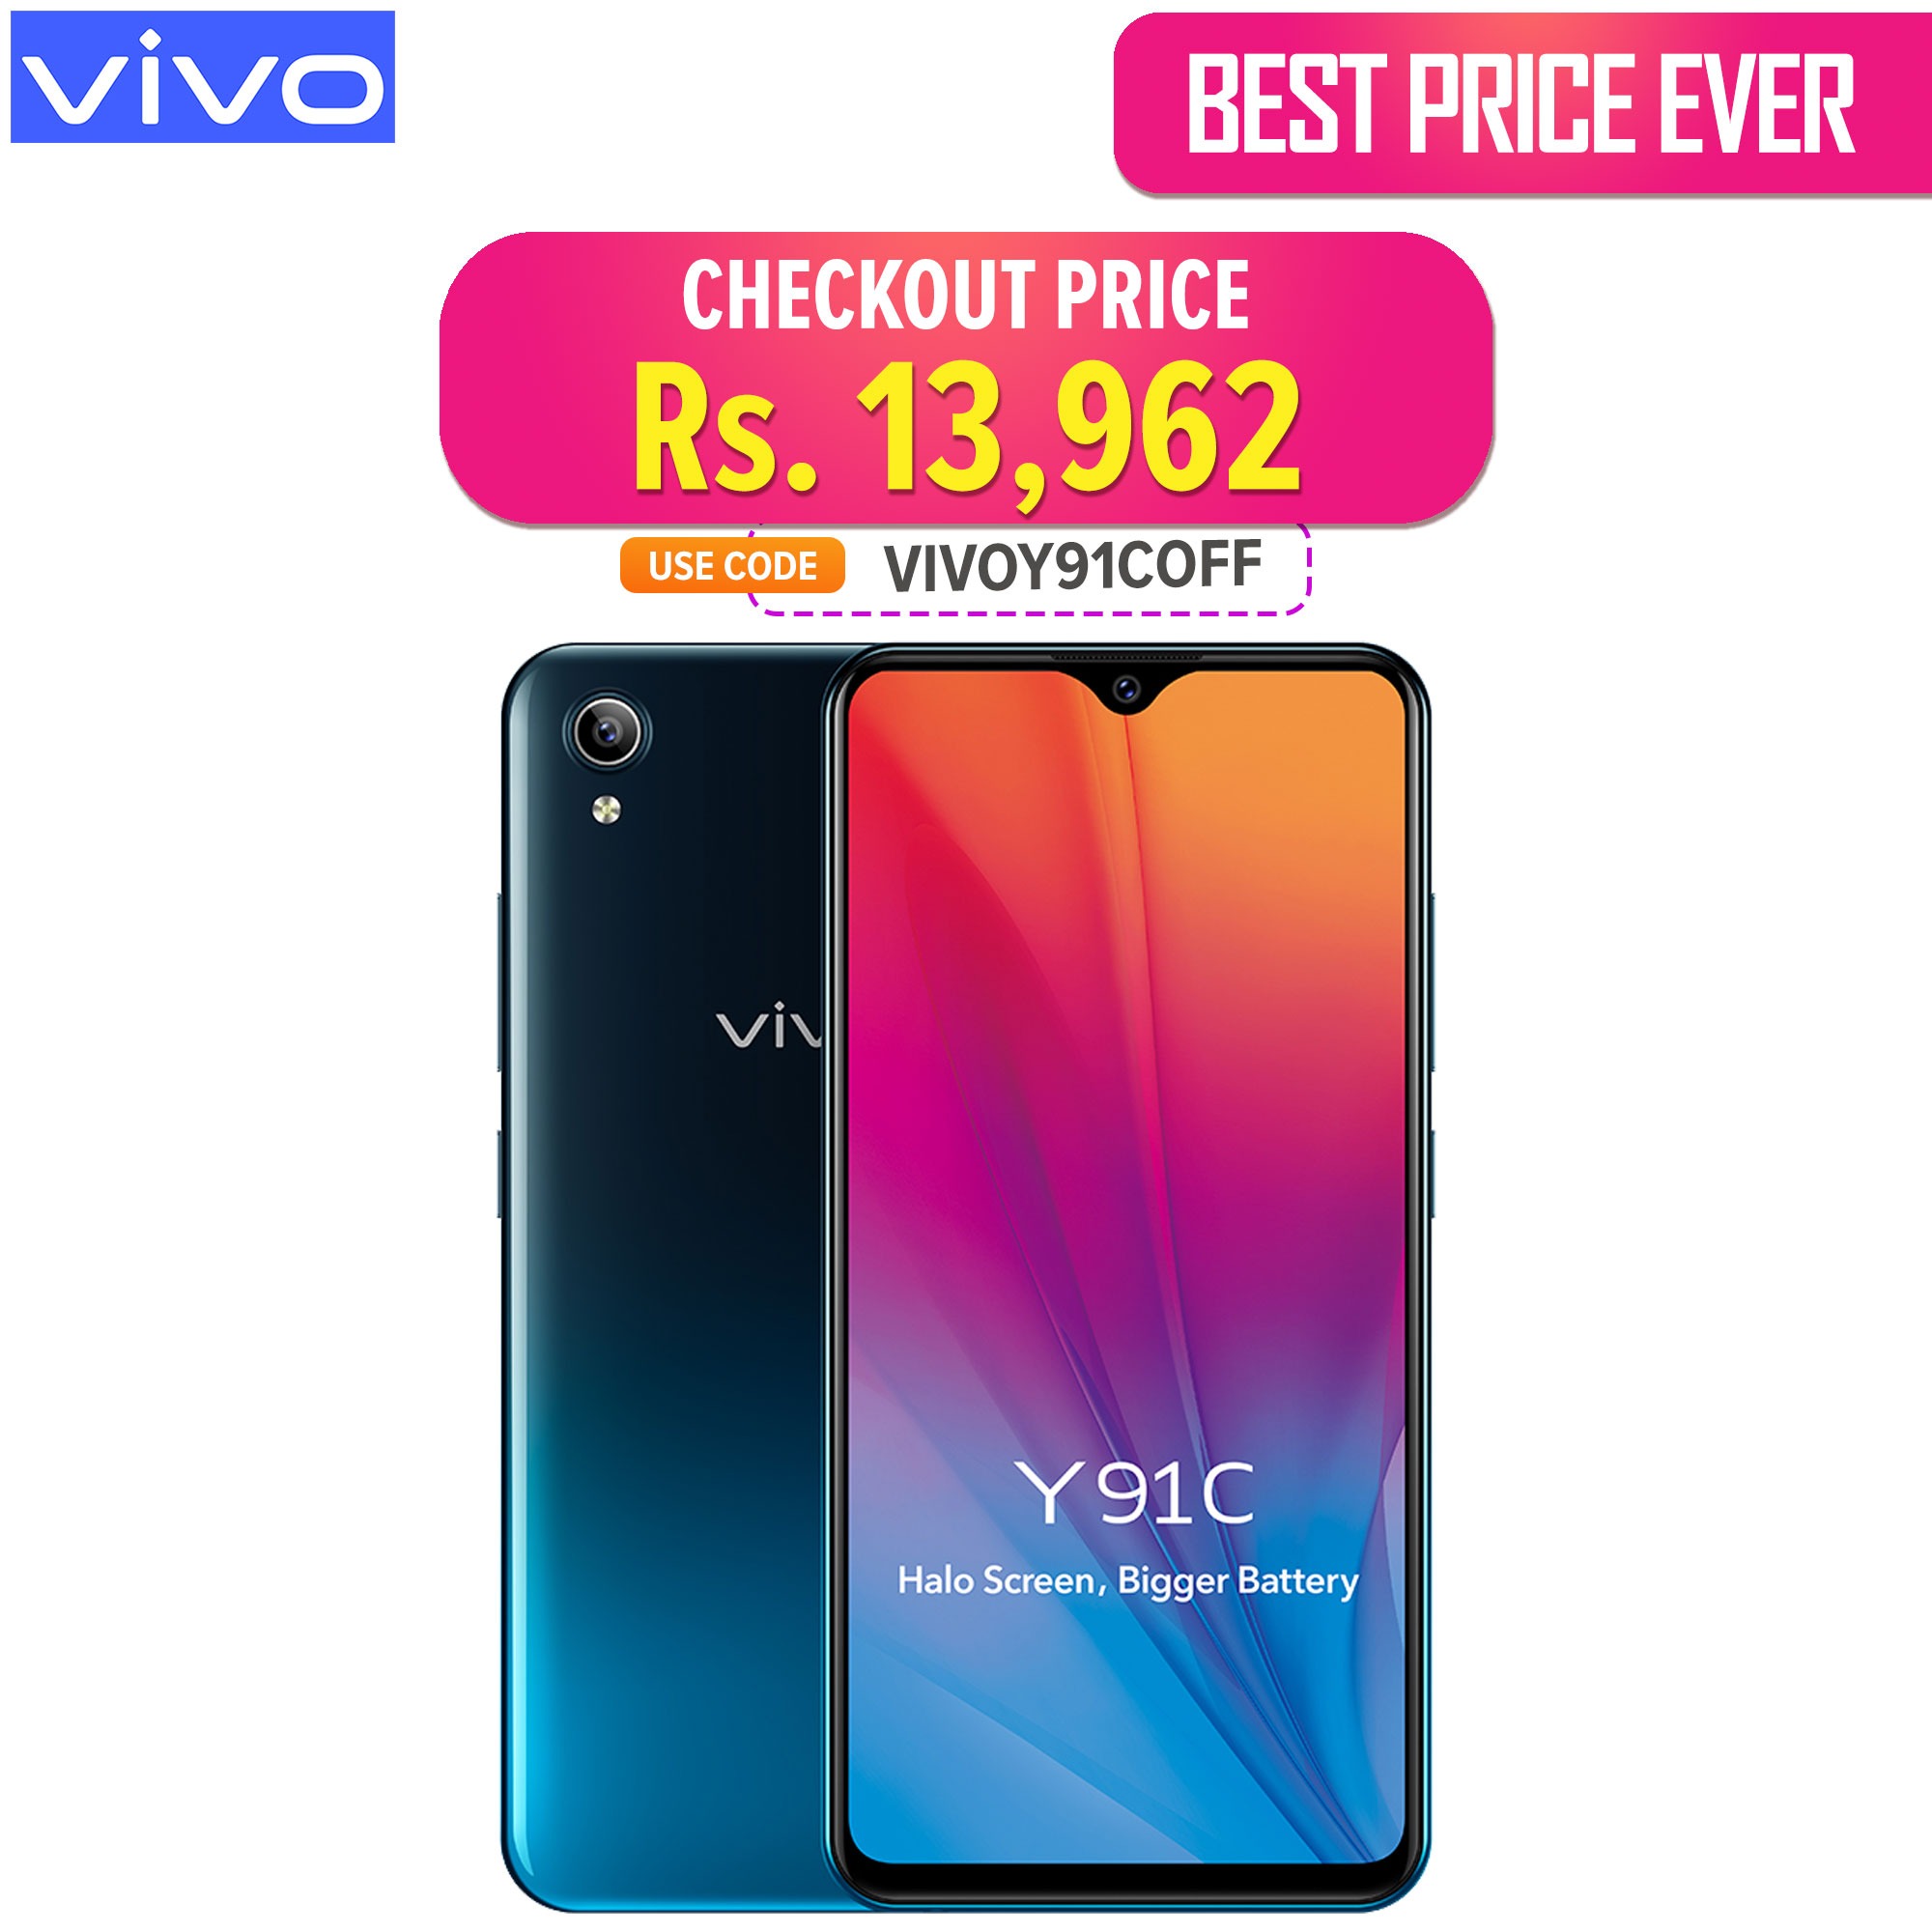 vivo
BEST PRICE EVER
CHECKOUT PRICE
Rs. 13,962
USE CODE VIVOY91COFF
viv
Y91C
Halo Screen, Bigger Battery